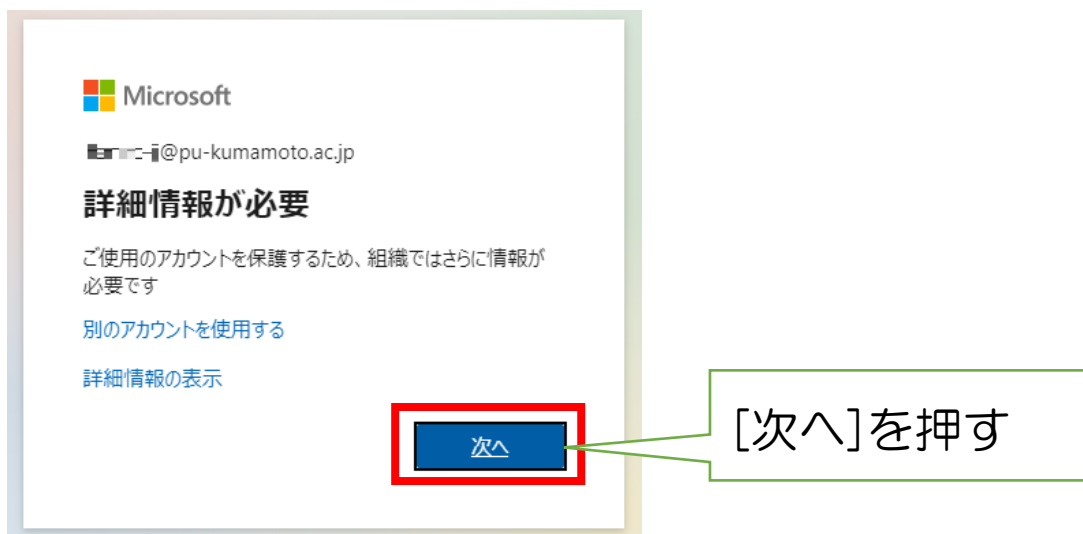 Microsoft
@pu-kumamoto.ac.jp
詳細情報が必要
ご使用のアカウントを保護するため、組織ではさらに情報が
必要です
別のアカウントを使用する
詳細情報の表示
次へ
[次へ]を押す